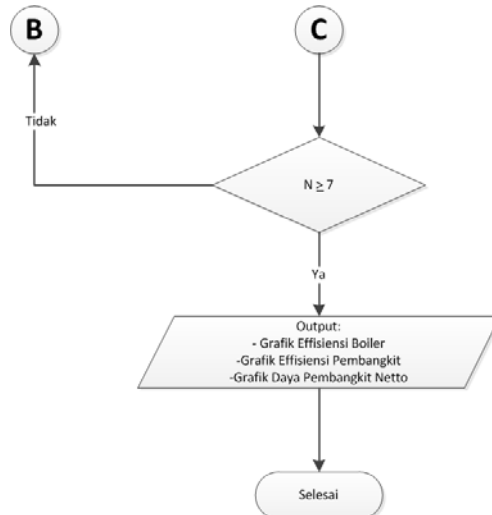 B
C
Tidak
N ≥ 7
Ya
Output:
- Grafik Effisiensi Boiler
-Grafik Effisiensi Pembangkit
-Grafik Daya Pembangkit Netto
Selesai